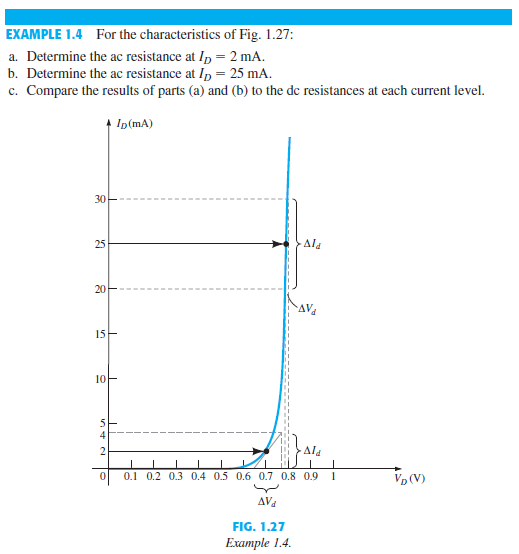 EXAMPLE 1.4 For the characteristics of Fig. 1.27:
a. Determine the ac resistance at I_D = 2 mA.
b. Determine the ac resistance at I_D = 25 mA.
c. Compare the results of parts (a) and (b) to the dc resistances at each current level.
I_D (mA)
30
25
ΔI_d
20
ΔV_d
15
10
5
4
2
ΔI_d
0 0.1 0.2 0.3 0.4 0.5 0.6 0.7 0.8 0.9 1 V_D (V)
ΔV_d
FIG. 1.27
Example 1.4.